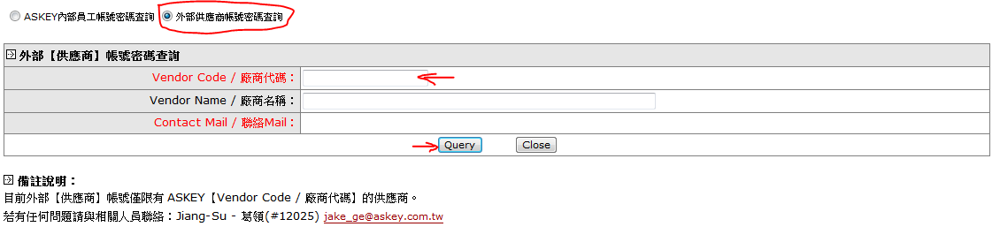 ASKEY內部員工帳號密碼查詢 外部供應商帳號密碼查詢
外部【供應商】帳號密碼查詢
Vendor Code / 廠商代碼：
Vendor Name / 廠商名稱：
Contact Mail / 聯絡Mail：
Query Close
備註說明：
目前外部【供應商】帳號僅限有 ASKEY【Vendor Code / 廠商代碼】的供應商。
若有任何問題請與相關人員聯絡：Jiang-Su - 葛領(#12025) jake_ge@askey.com.tw